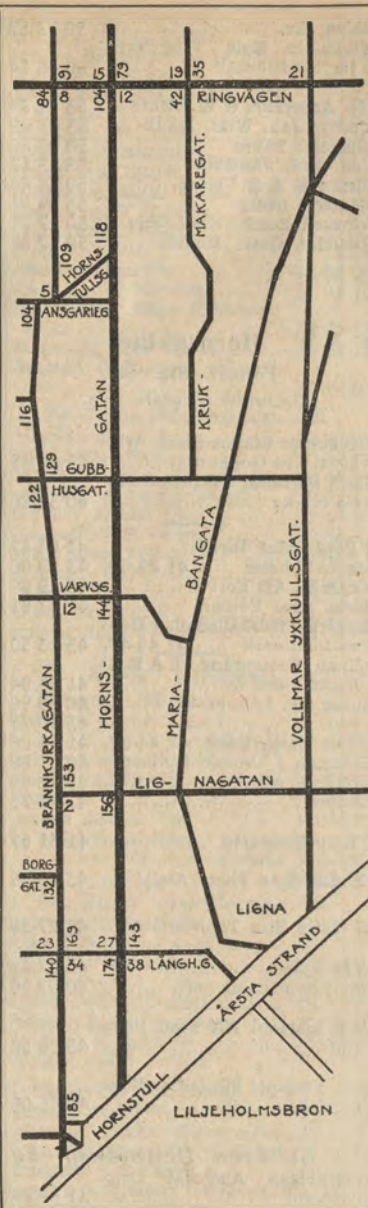 84 91 15 79 19 35 21
8 104 12 42 RINGVÄGEN
MAKAREGAT.
109 HORNS- 118
TULLSG
5
ANSGARIEG
104
GATAN
KRUK-
116
129
GUBB-
122 HUSGAT.
BANGATA
VOLLMAR YXKULLSGAT.
VARVSG.
12 144
BRÄNNKYRKAGATAN
HORNS-
MARIA-
153
LIG- NAGATAN
2 156
BORG-
GAT. 132
LIGNA
23 163 27 143
140 34 174 38 LÅNGH.G.
ÅRSTA STRAND
HORNSTULL
185
LILJEHOLMSBRON